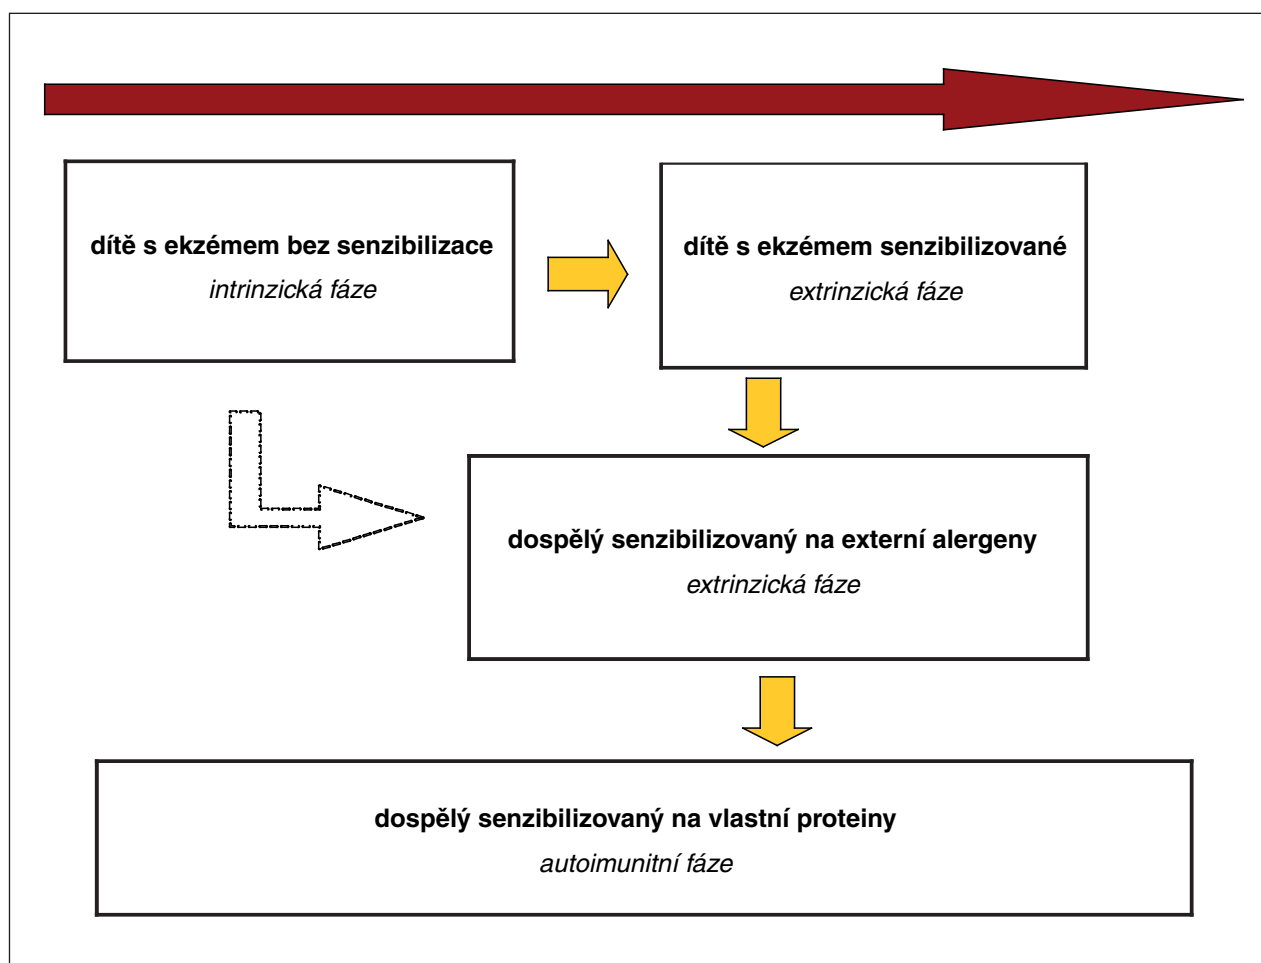 dítě s ekzémem bez senzibilizace
intrinzická fáze
dítě s ekzémem senzibilizované
extrinzická fáze
dospělý senzibilizovaný na externí alergeny
extrinzická fáze
dospělý senzibilizovaný na vlastní proteiny
autoimunitní fáze